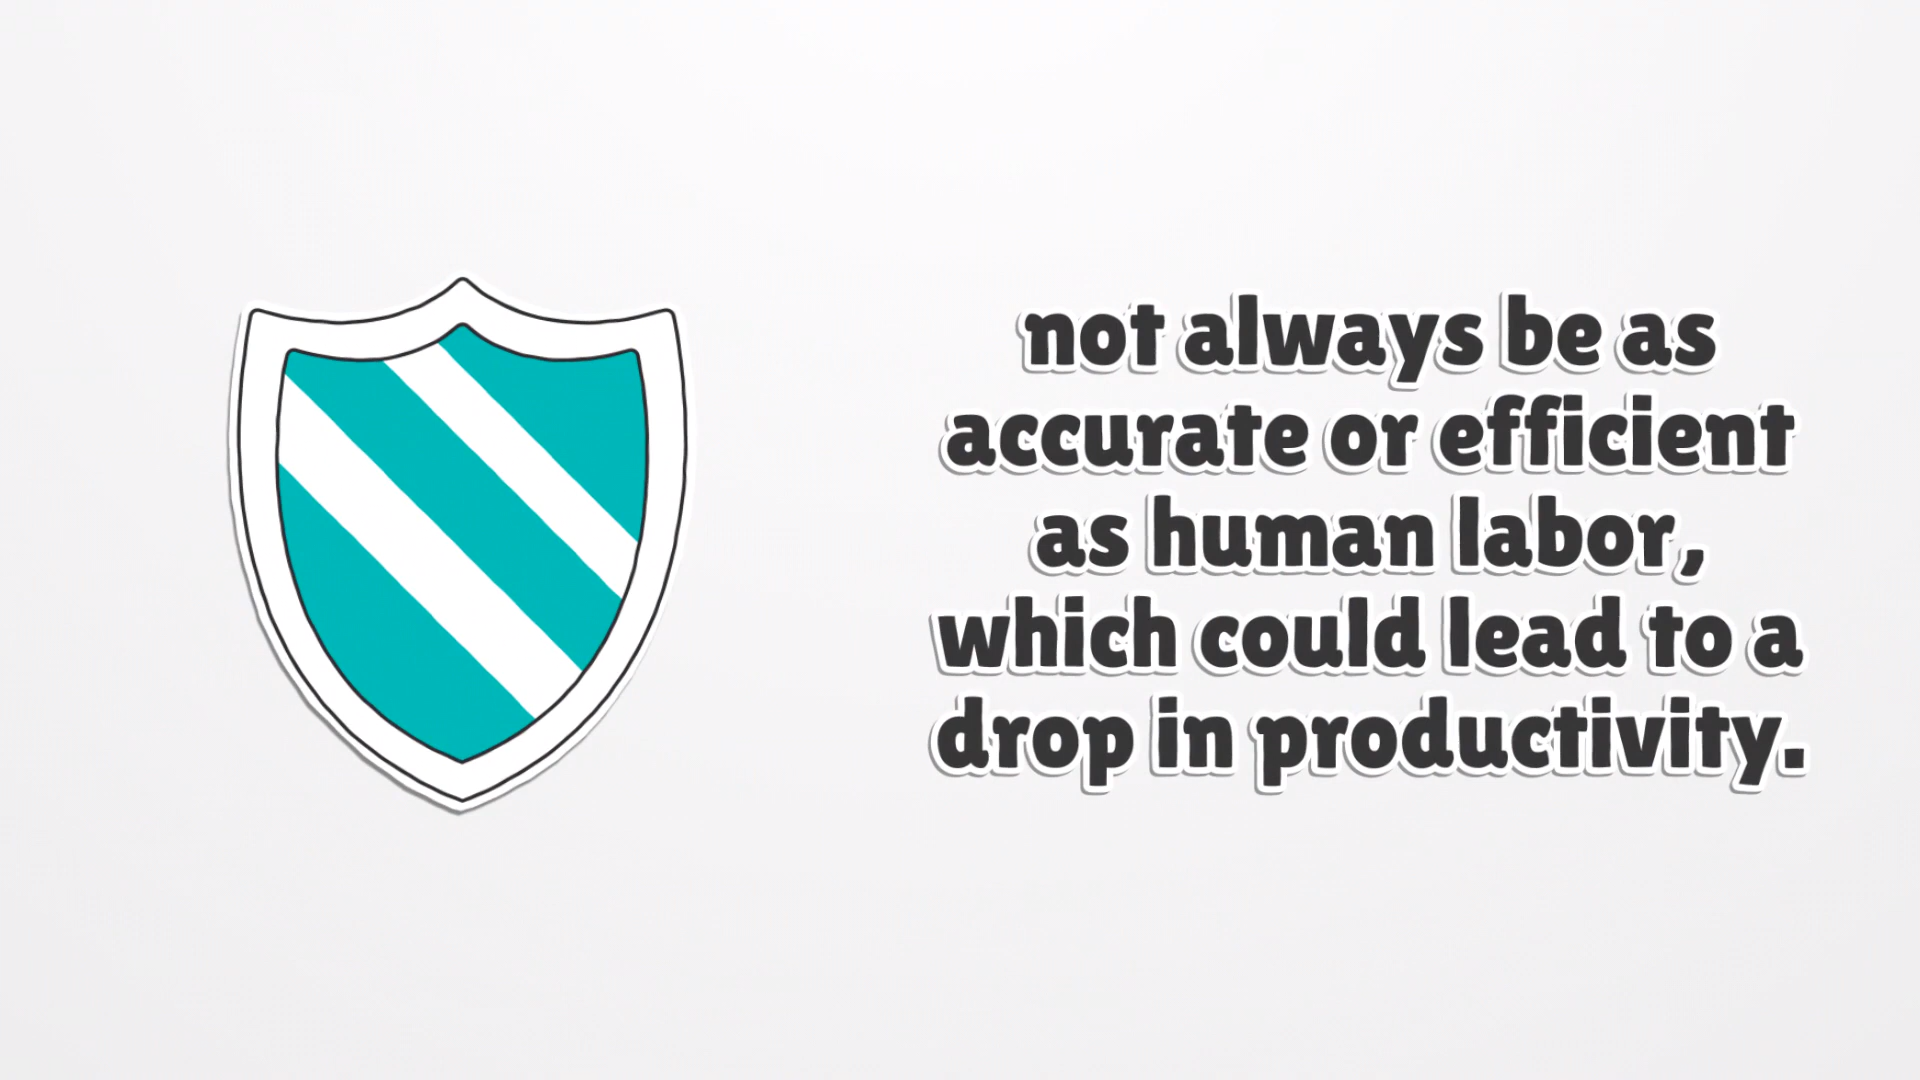 not always be as
accurate or efficient
as human labor,
which could lead to a
drop in productivity.